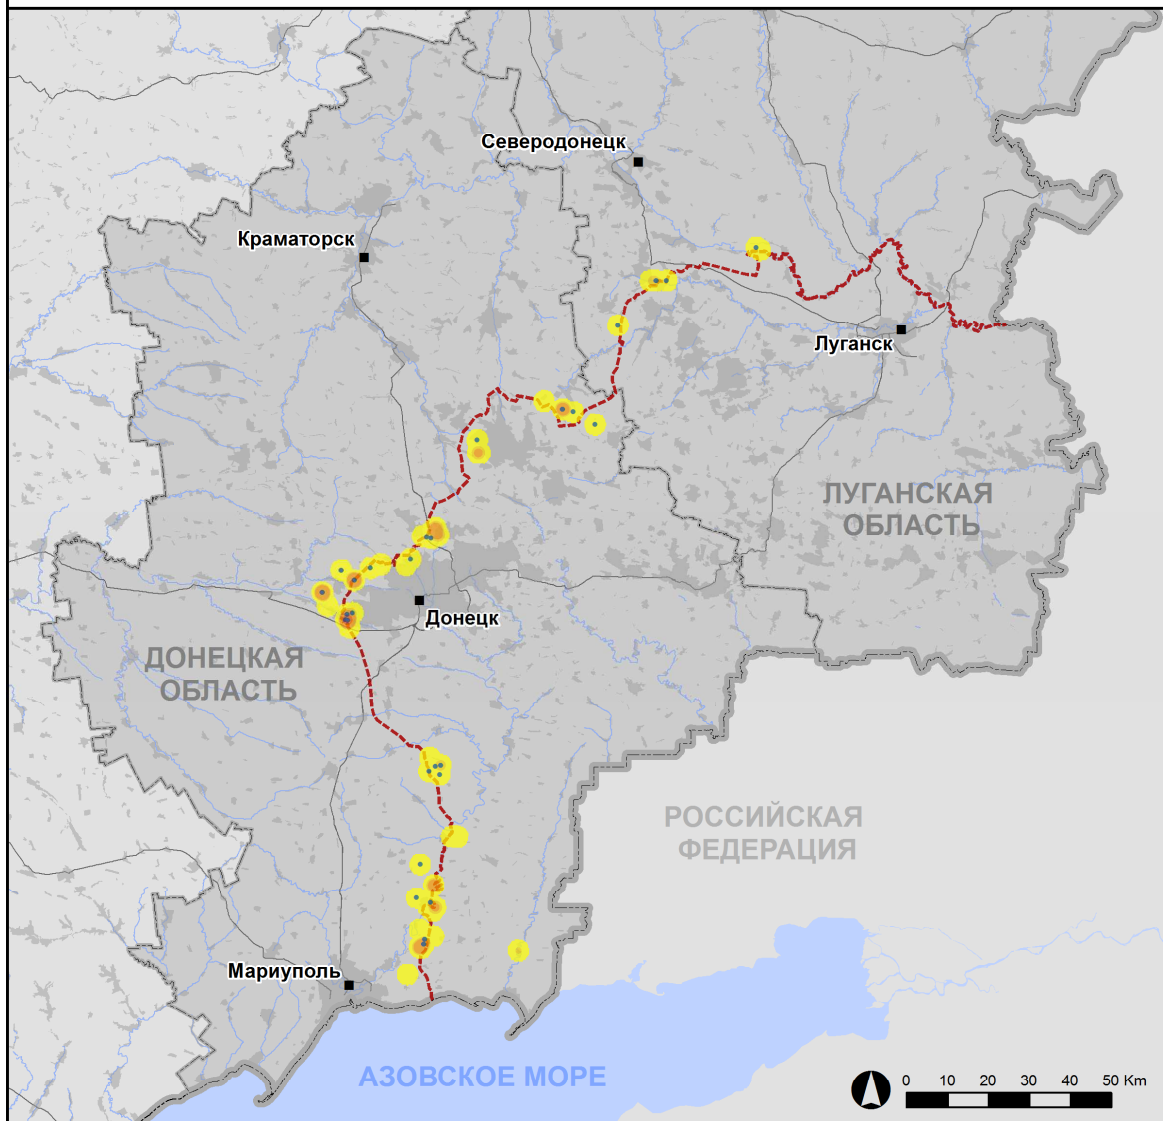 Северодонецк
Краматорск
Луганск
ЛУГАНСКАЯ
ОБЛАСТЬ
Донецк
ДОНЕЦКАЯ
ОБЛАСТЬ
РОССИЙСКАЯ
ФЕДЕРАЦИЯ
Мариуполь
АЗОВСКОЕ МОРЕ
0 10 20 30 40 50 Km